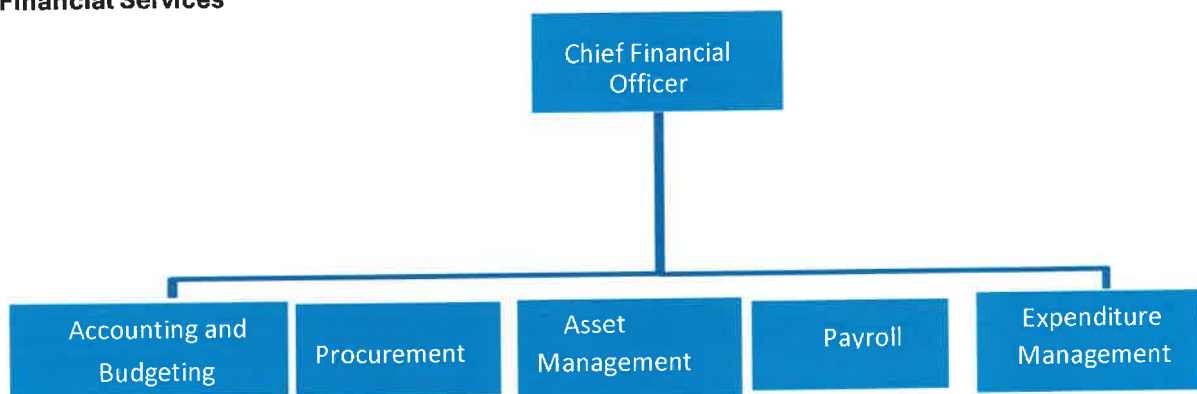 Financial Services
Chief Financial
Officer
Accounting and
Budgeting
Procurement
Asset
Management
Payroll
Expenditure
Management